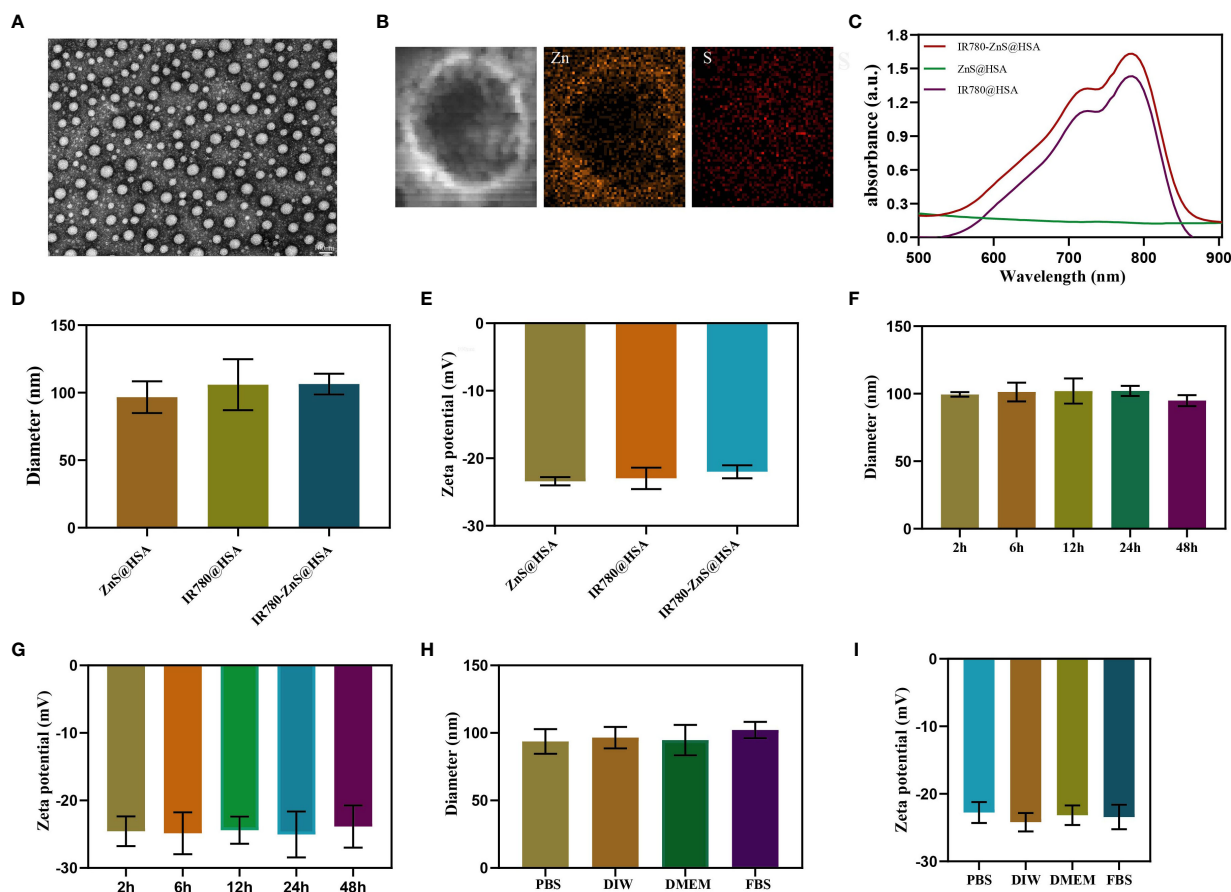 A
B
Zn
S
C
absorbance (a.u.)
1.8
1.5
1.2
0.9
0.6
0.3
0.0
IR780-ZnS@HSA
ZnS@HSA
IR780@HSA
500
600
700
800
900
Wavelength (nm)
D
Diameter (nm)
150
100
50
0
ZnS@HSA
IR780@HSA
IR780-ZnS@HSA
E
Zeta potential (mV)
0
-10
-20
-30
ZnS@HSA
IR780@HSA
IR780-ZnS@HSA
F
Diameter (nm)
150
100
50
0
2h
6h
12h
24h
48h
G
Zeta potential (mV)
0
-10
-20
-30
2h
6h
12h
24h
48h
H
Diameter (nm)
150
100
50
0
PBS
DIW
DMEM
FBS
I
Zeta potential (mV)
0
-10
-20
-30
PBS
DIW
DMEM
FBS